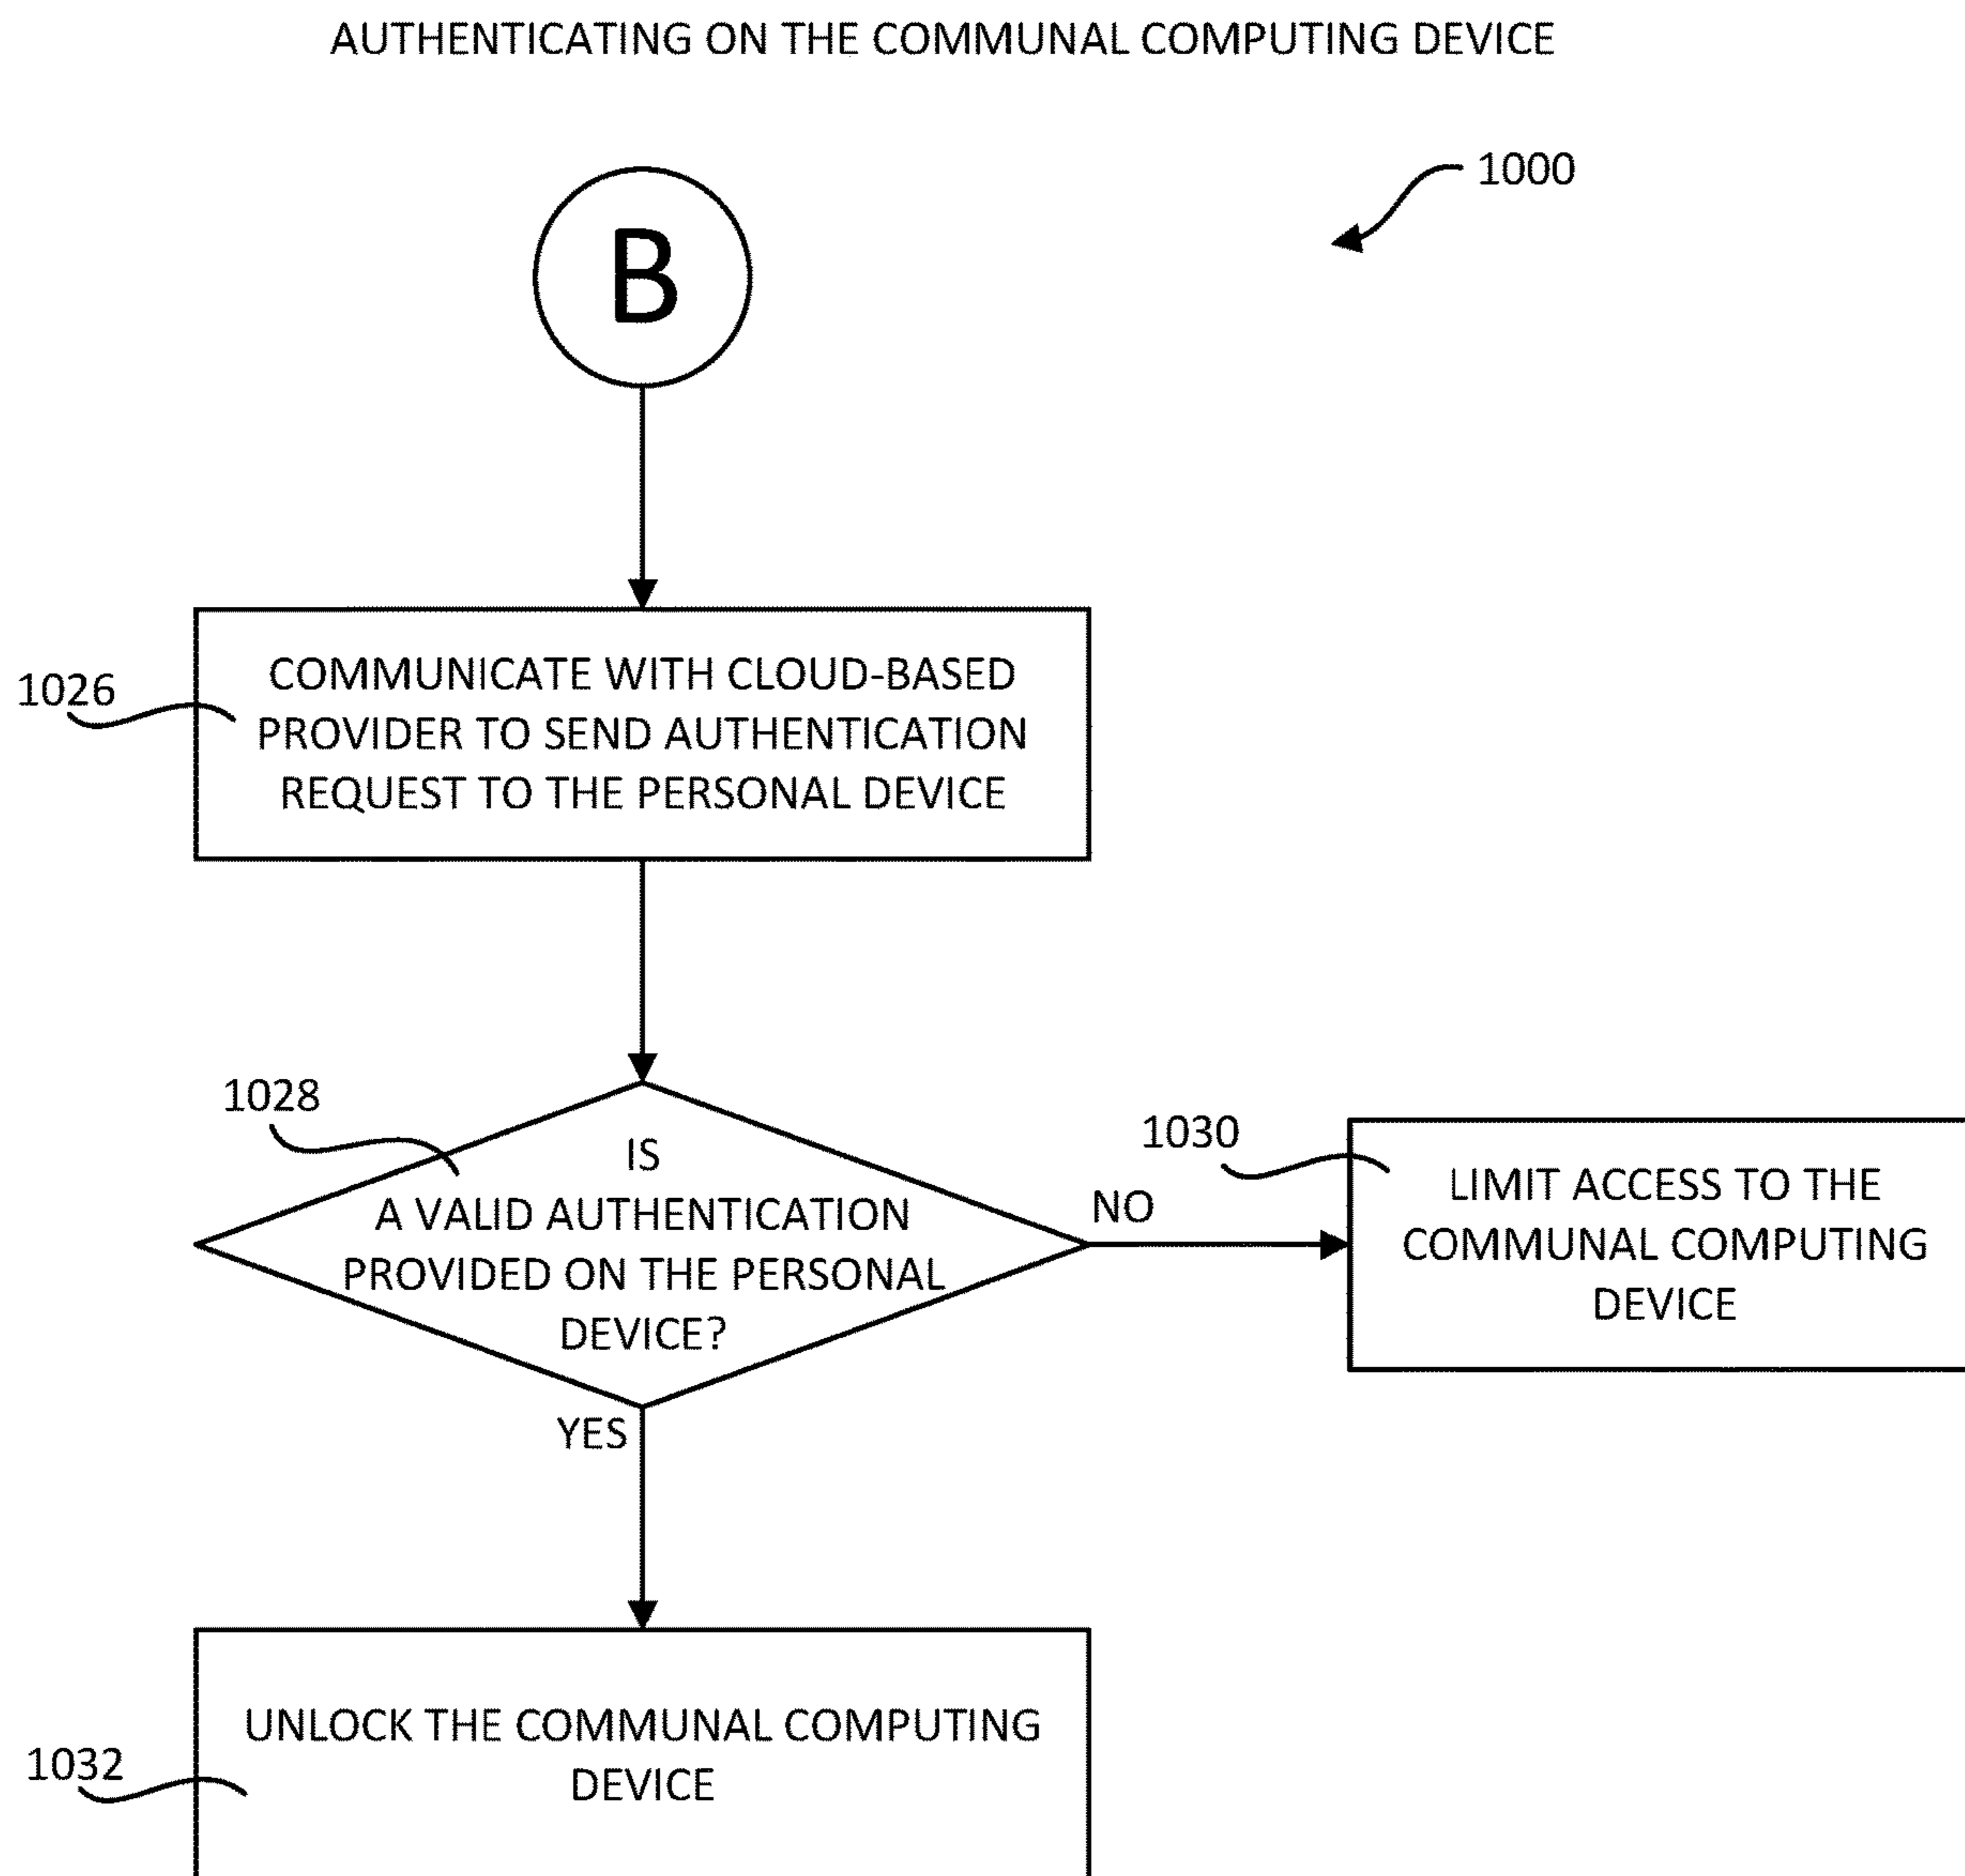 AUTHENTICATING ON THE COMMUNAL COMPUTING DEVICE
1000
B
1026
COMMUNICATE WITH CLOUD-BASED
PROVIDER TO SEND AUTHENTICATION
REQUEST TO THE PERSONAL DEVICE
1028
IS
A VALID AUTHENTICATION
PROVIDED ON THE PERSONAL
DEVICE?
NO
1030
LIMIT ACCESS TO THE
COMMUNAL COMPUTING
DEVICE
YES
1032
UNLOCK THE COMMUNAL COMPUTING
DEVICE